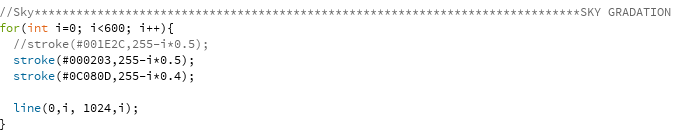 //Sky******************************************************************************SKY GRADATION
for(int i=0; i<600; i++){
//stroke(#001E2C,255-i*0.5);
stroke(#000203,255-i*0.5);
stroke(#0C080D,255-i*0.4);
line(0,i, 1024,i);
}